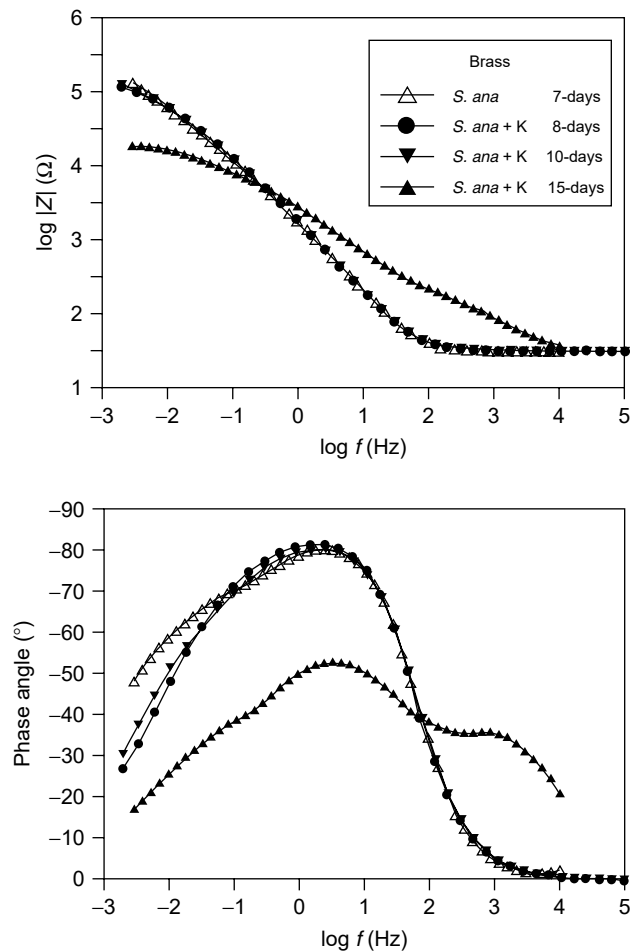 6
5
4
3
2
1
log |Z| (Ω)
Brass
S. ana 7-days
S. ana + K 8-days
S. ana + K 10-days
S. ana + K 15-days
−3 −2 −1 0 1 2 3 4 5
log f (Hz)
−90
−80
−70
−60
−50
−40
−30
−20
−10
0
Phase angle (°)
−3 −2 −1 0 1 2 3 4 5
log f (Hz)